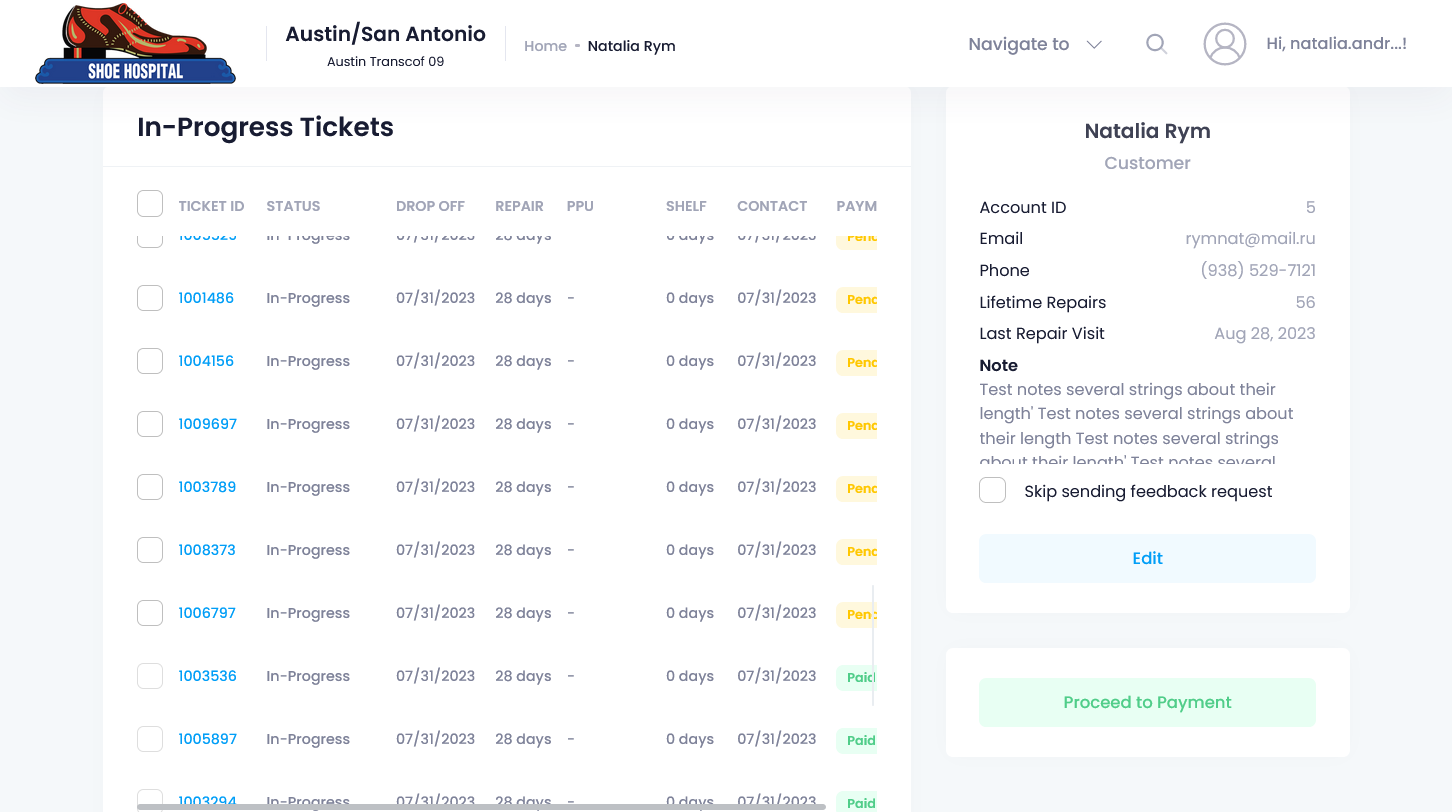 SHOE HOSPITAL
Austin/San Antonio
Austin Transcof 09
Home - Natalia Rym
Navigate to
Hi, natalia.andr...!
In-Progress Tickets
TICKET ID STATUS DROP OFF REPAIR PPU SHELF CONTACT PAYM
In-Progress 07/31/2023 28 days 0 days 07/31/2023 Penc
1001486 In-Progress 07/31/2023 28 days - 0 days 07/31/2023 Penc
1004156 In-Progress 07/31/2023 28 days - 0 days 07/31/2023 Penc
1009697 In-Progress 07/31/2023 28 days - 0 days 07/31/2023 Penc
1003789 In-Progress 07/31/2023 28 days - 0 days 07/31/2023 Penc
1008373 In-Progress 07/31/2023 28 days - 0 days 07/31/2023 Penc
1006797 In-Progress 07/31/2023 28 days - 0 days 07/31/2023 Penc
1003536 In-Progress 07/31/2023 28 days - 0 days 07/31/2023 Paid
1005897 In-Progress 07/31/2023 28 days - 0 days 07/31/2023 Paid
1003294 In-Progress 07/31/2023 28 days - 0 days 07/31/2023 Paid
Natalia Rym
Customer
Account ID 5
Email rymnat@mail.ru
Phone (938) 529-7121
Lifetime Repairs 56
Last Repair Visit Aug 28, 2023
Note
Test notes several strings about their
length' Test notes several strings about
their length Test notes several strings
about their length' Test notes several
Skip sending feedback request
Edit
Proceed to Payment